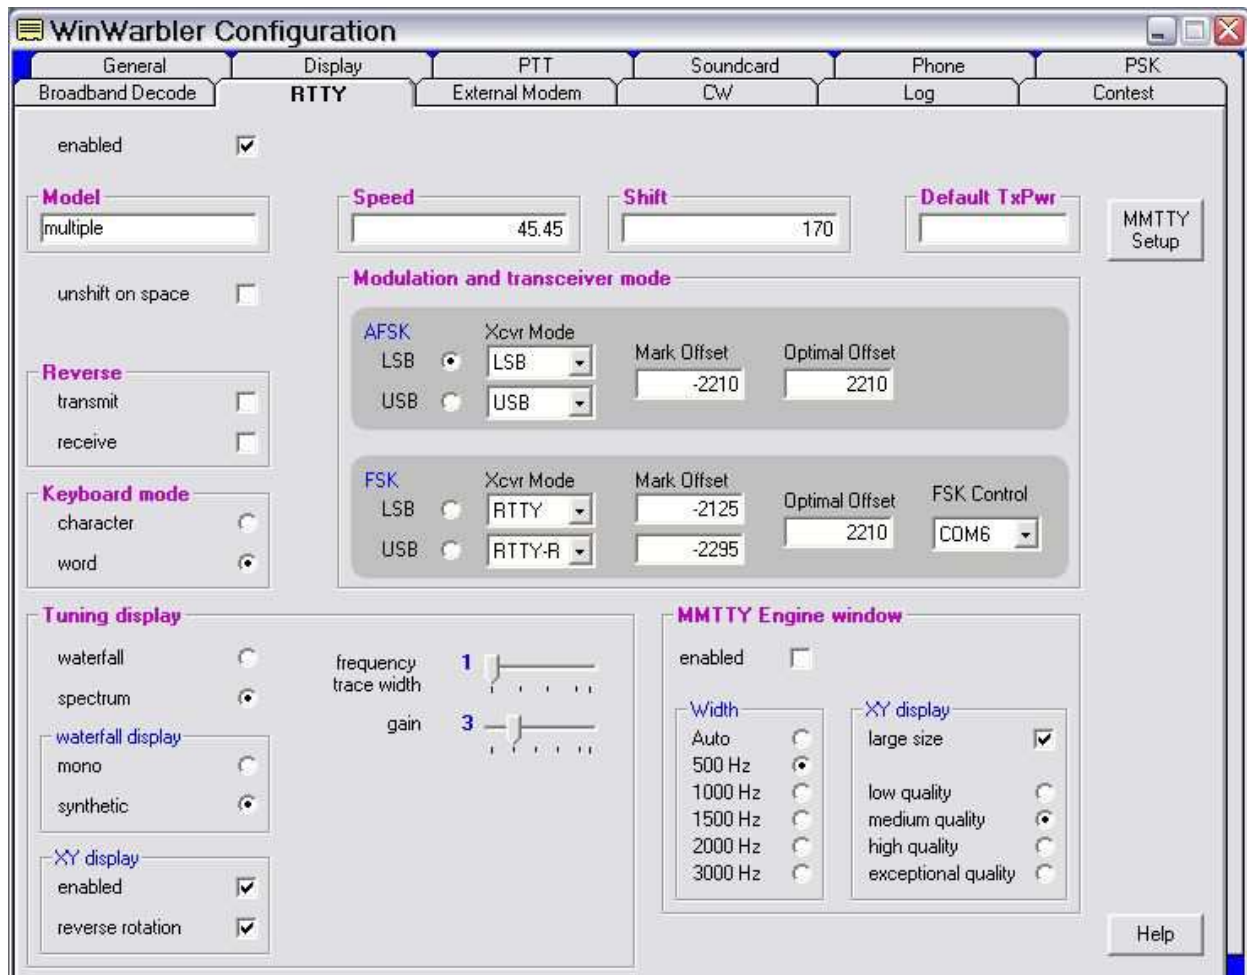 WinWarbler Configuration
General Display PTT Soundcard Phone PSK
Broadband Decode RTTY External Modem CW Log Contest
enabled
Model
multiple
Speed
45.45
Shift
170
Default TxPwr
MMTTY
Setup
unshift on space
Reverse
transmit
receive
Keyboard mode
character
word
Modulation and transceiver mode
AFSK Xcvr Mode Mark Offset Optimal Offset
LSB LSB -2210 2210
USB USB
FSK Xcvr Mode Mark Offset Optimal Offset FSK Control
LSB RTTY -2125 2210 COM6
USB RTTY-R -2295
Tuning display
waterfall
spectrum
waterfall display
mono
synthetic
XY display
enabled
reverse rotation
frequency
trace width 1
gain 3
MMTTY Engine window
enabled
Width
Auto
500 Hz
1000 Hz
1500 Hz
2000 Hz
3000 Hz
XY display
large size
low quality
medium quality
high quality
exceptional quality
Help